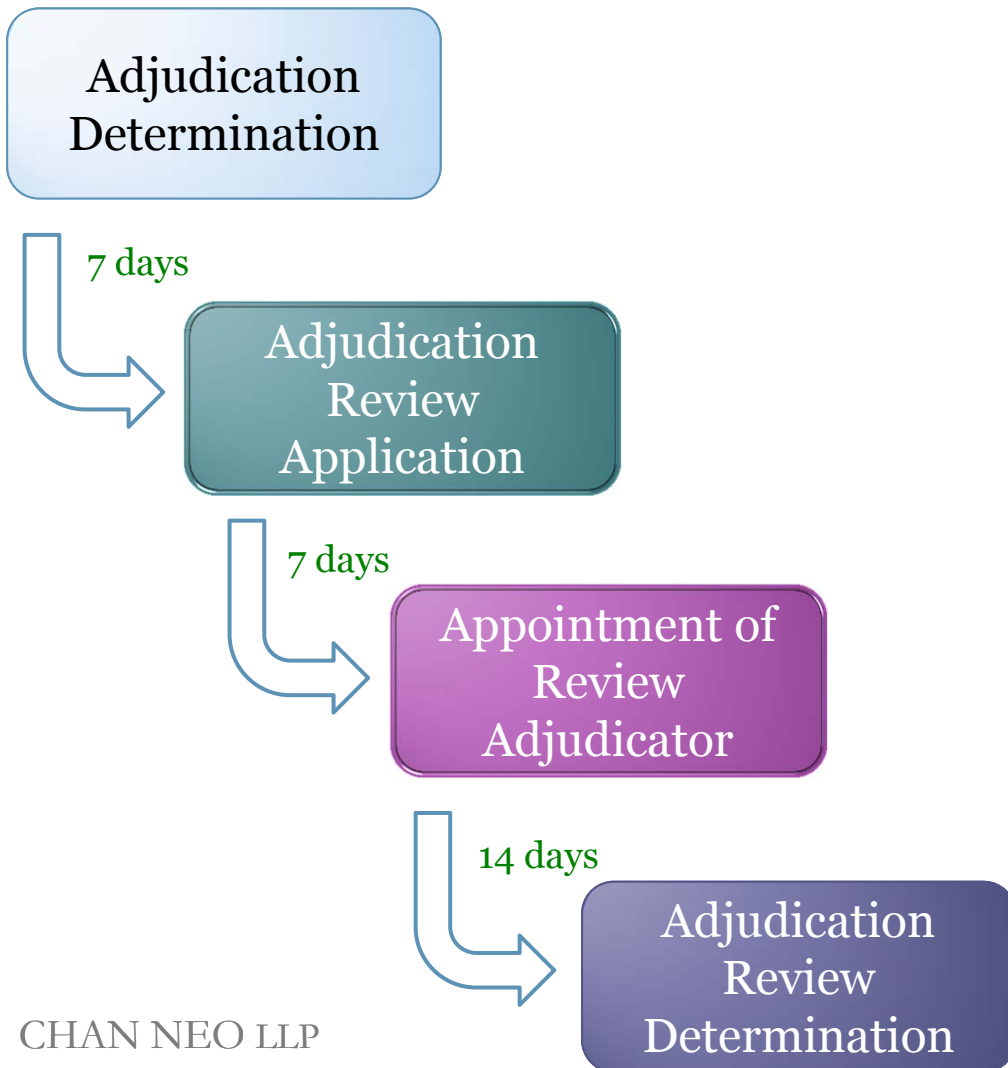 Adjudication
Determination
7 days
Adjudication
Review
Application
7 days
Appointment of
Review
Adjudicator
14 days
Adjudication
Review
Determination
CHAN NEO LLP